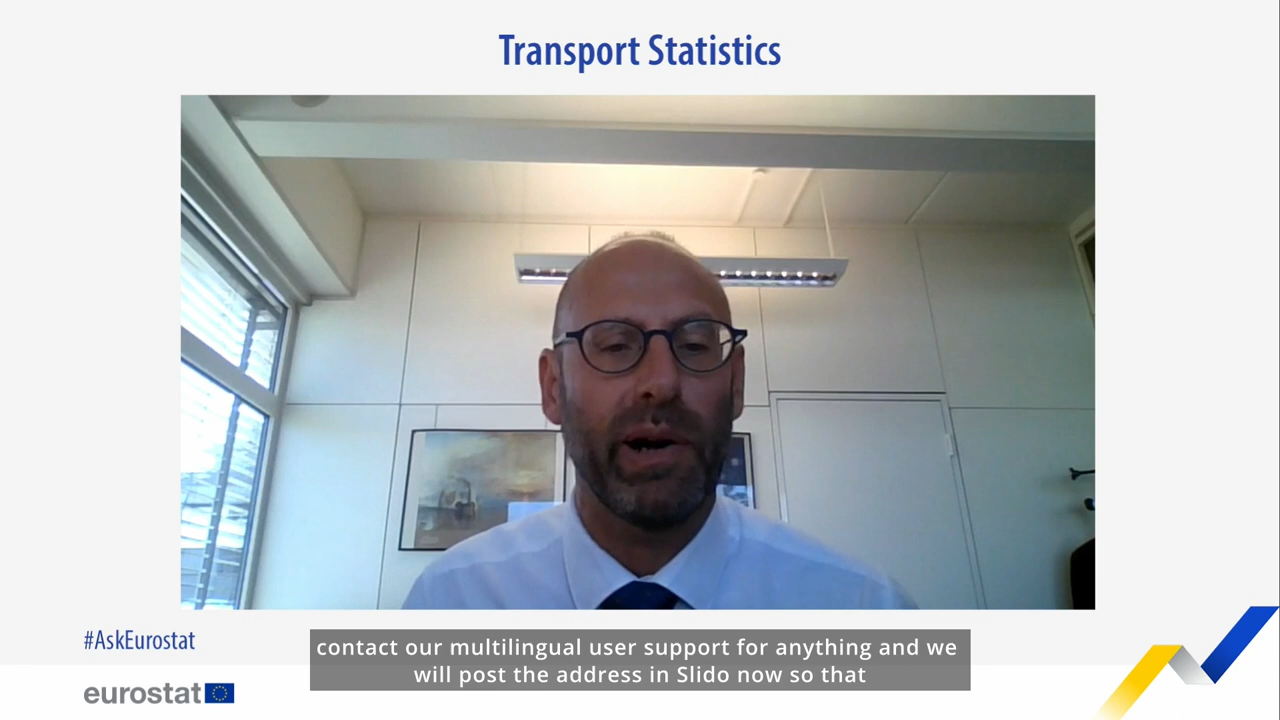 Transport Statistics
#AskEurostat
contact our multilingual user support for anything and we
will post the address in Slido now so that
eurostat